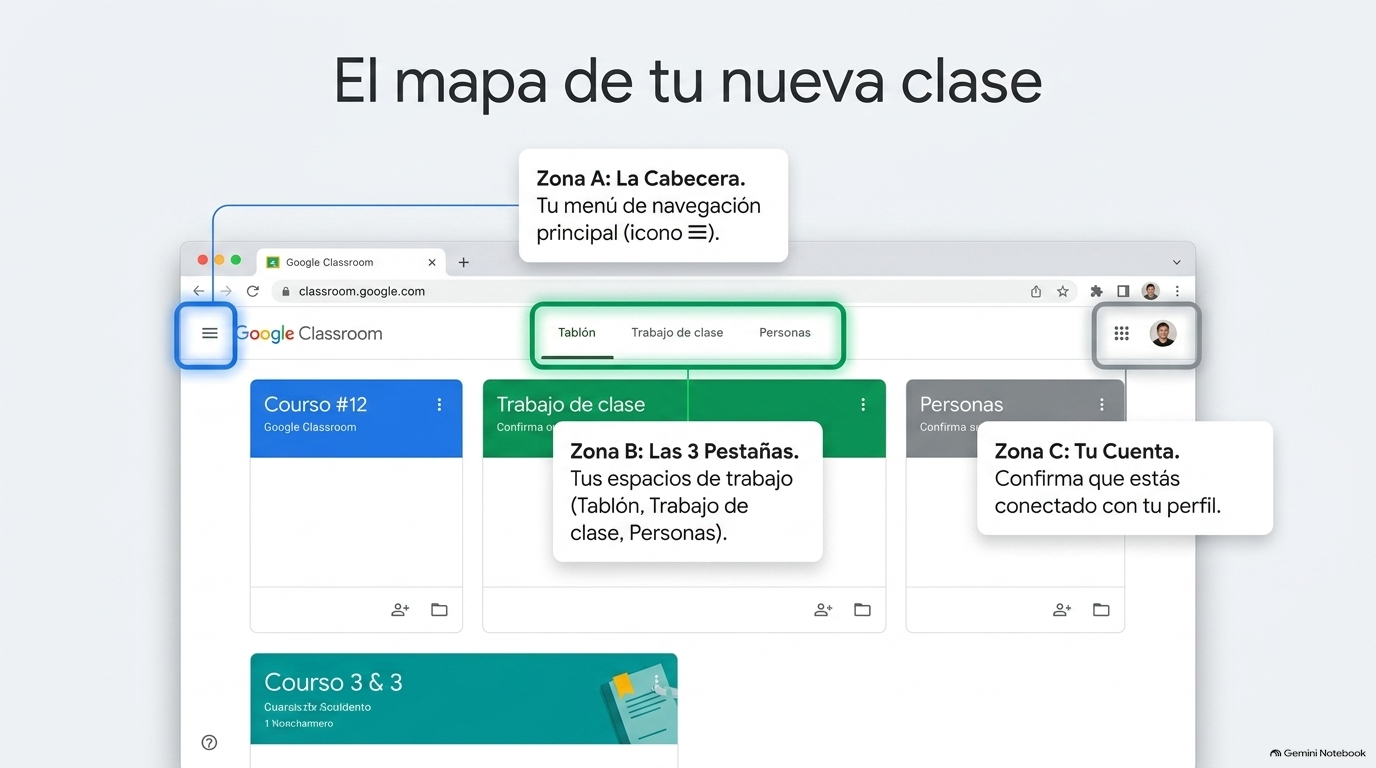 El mapa de tu nueva clase
Zona A: La Cabecera.
Tu menú de navegación
principal (icono ☰).
Google Classroom
classroom.google.com
Google Classroom
Tablón
Trabajo de clase
Personas
Courso #12
Google Classroom
Trabajo de clase
Confirma
Personas
Confirma
Zona B: Las 3 Pestañas.
Tus espacios de trabajo
(Tablón, Trabajo de
clase, Personas).
Zona C: Tu Cuenta.
Confirma que estás
conectado con tu perfil.
Courso 3 & 3
Gemini Notebook